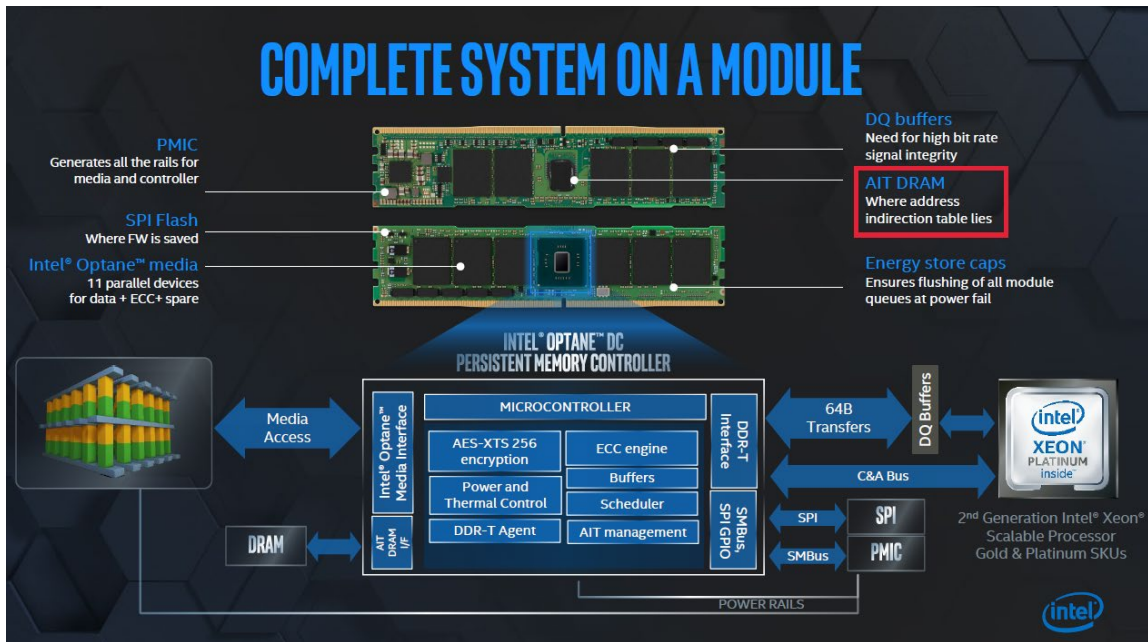 COMPLETE SYSTEM ON A MODULE
PMIC
Generates all the rails for
media and controller
SPI Flash
Where FW is saved
Intel® Optane™ media
11 parallel devices
for data + ECC+ spare
DQ buffers
Need for high bit rate
signal integrity
AIT DRAM
Where address
indirection table lies
Energy store caps
Ensures flushing of all module
queues at power fail
INTEL® OPTANE™ DC
PERSISTENT MEMORY CONTROLLER
Media
Access
DRAM
Intel® Optane™
Media Interface
AIT
DRAM
I/F
MICROCONTROLLER
AES-XTS 256
encryption
Power and
Thermal Control
DDR-T Agent
ECC engine
Buffers
Scheduler
AIT management
DDR-T
Interface
SMBus,
SPI GPIO
64B
Transfers
DQ Buffers
C&A Bus
SPI
SPI
SMBus
PMIC
POWER RAILS
(intel)
XEON
PLATINUM
inside™
2nd Generation Intel® Xeon®
Scalable Processor
Gold & Platinum SKUs
(intel)